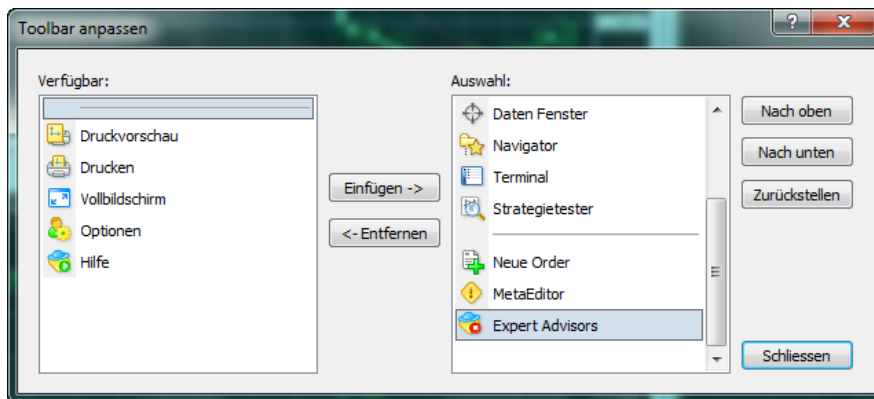 Toolbar anpassen
Verfügbar:
Druckvorschau
Drucken
Vollbildschirm
Optionen
Hilfe
Einfügen ->
<- Entfernen
Auswahl:
Daten Fenster
Navigator
Terminal
Strategietester
Neue Order
MetaEditor
Expert Advisors
Nach oben
Nach unten
Zurückstellen
Schliessen